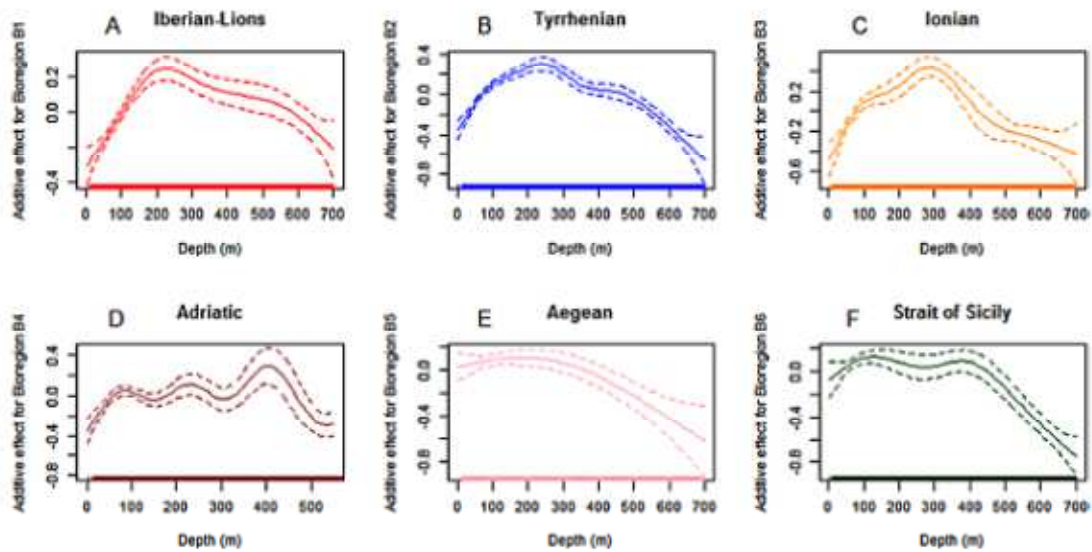 A Iberian-Lions
Additive effect for Bioregion B1
0.2
0.0
-0.4
0 100 200 300 400 500 600 700
Depth (m)
B Tyrrhenian
Additive effect for Bioregion B2
0.4
0.0
-0.4
-0.8
0 100 200 300 400 500 600 700
Depth (m)
C Ionian
Additive effect for Bioregion B3
0.2
-0.2
-0.6
0 100 200 300 400 500 600 700
Depth (m)
D Adriatic
Additive effect for Bioregion B4
0.4
0.0
-0.4
-0.8
0 100 200 300 400 500
Depth (m)
E Aegean
Additive effect for Bioregion B5
0.0
-0.4
-0.8
0 100 200 300 400 500 600 700
Depth (m)
F Strait of Sicily
Additive effect for Bioregion B6
0.0
-0.4
-0.8
0 100 200 300 400 500 600 700
Depth (m)